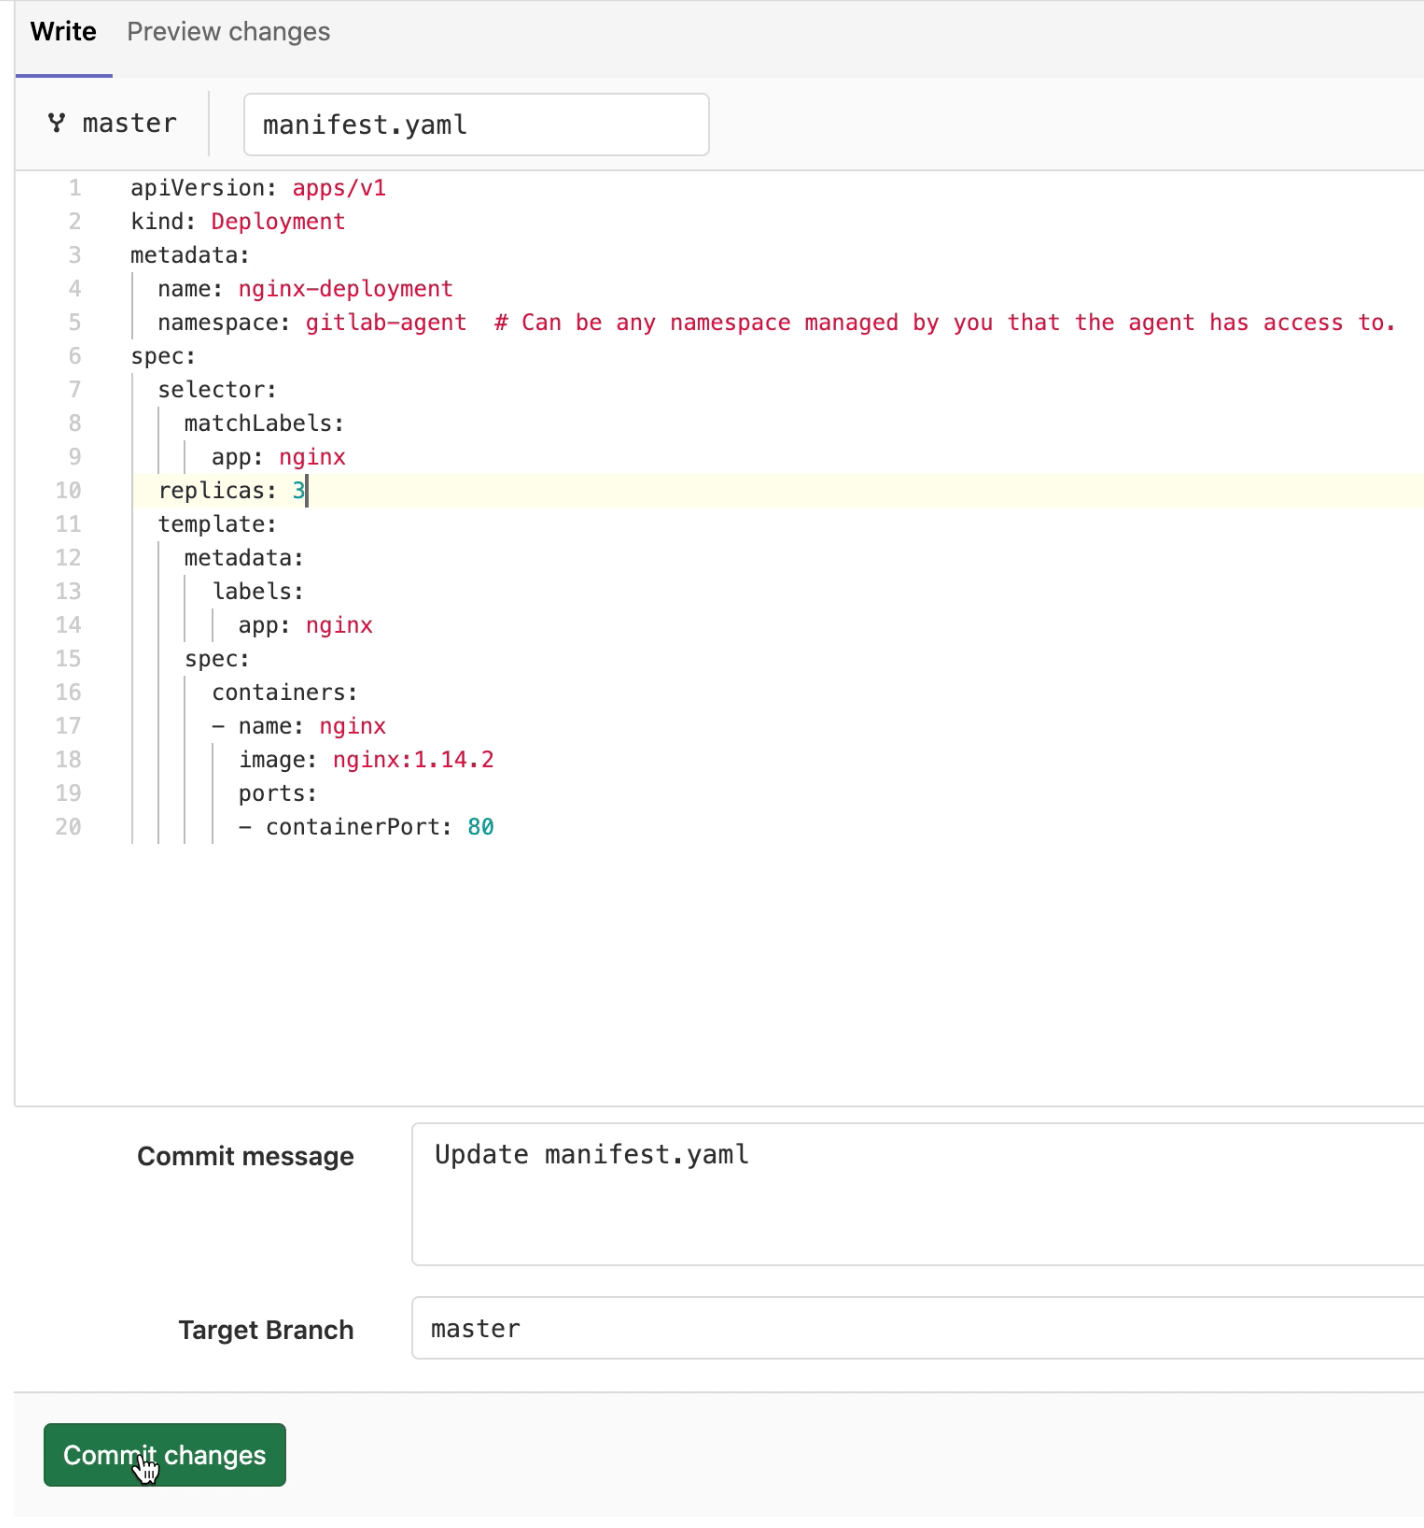 Write Preview changes
master manifest.yaml
1 apiVersion: apps/v1
2 kind: Deployment
3 metadata:
4 name: nginx-deployment
5 namespace: gitlab-agent # Can be any namespace managed by you that the agent has access to.
6 spec:
7 selector:
8 matchLabels:
9 app: nginx
10 replicas: 3
11 template:
12 metadata:
13 labels:
14 app: nginx
15 spec:
16 containers:
17 - name: nginx
18 image: nginx:1.14.2
19 ports:
20 - containerPort: 80
Commit message Update manifest.yaml
Target Branch master
Commit changes